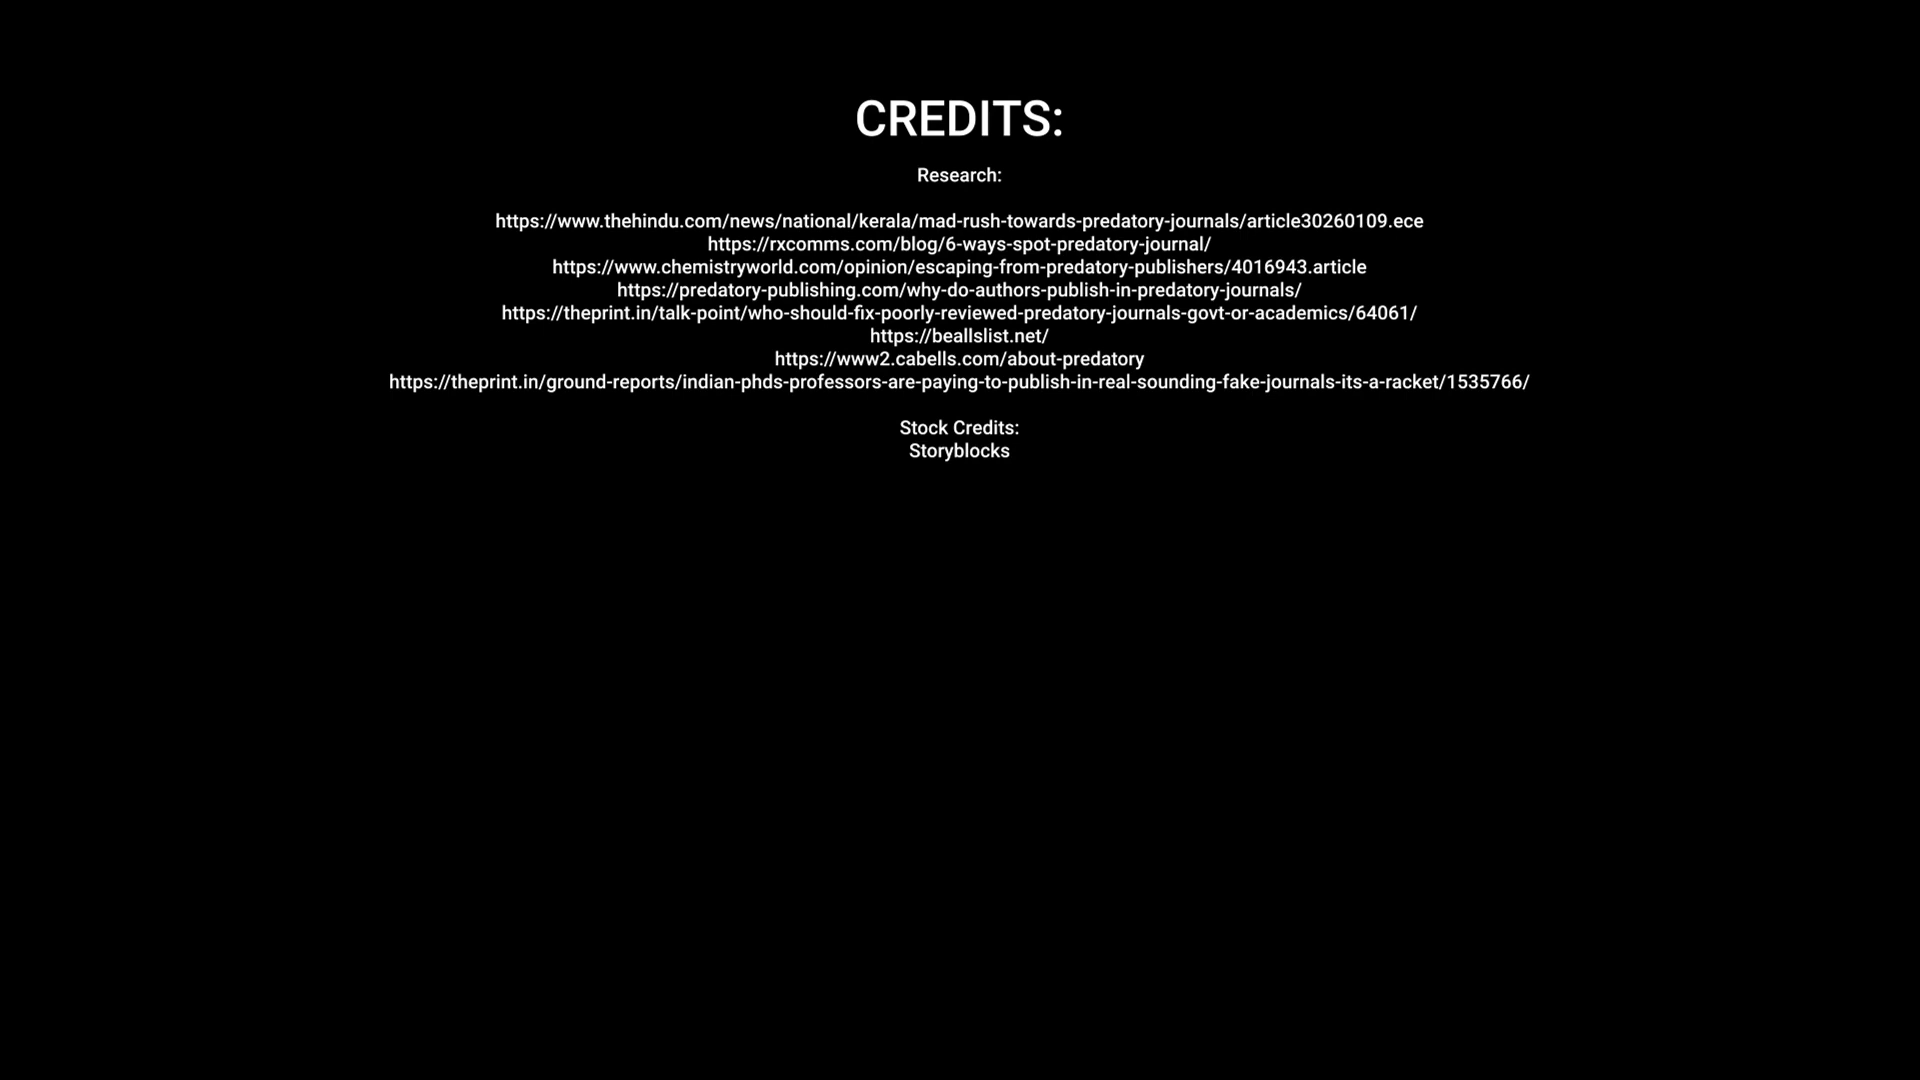 CREDITS:
Research:
https://www.thehindu.com/news/national/kerala/mad-rush-towards-predatory-journals/article30260109.ece
https://rxcomms.com/blog/6-ways-spot-predatory-journal/
https://www.chemistryworld.com/opinion/escaping-from-predatory-publishers/4016943.article
https://predatory-publishing.com/why-do-authors-publish-in-predatory-journals/
https://theprint.in/talk-point/who-should-fix-poorly-reviewed-predatory-journals-govt-or-academics/64061/
https://beallslist.net/
https://www2.cabells.com/about-predatory
https://theprint.in/ground-reports/indian-phds-professors-are-paying-to-publish-in-real-sounding-fake-journals-its-a-racket/1535766/
Stock Credits:
Storyblocks